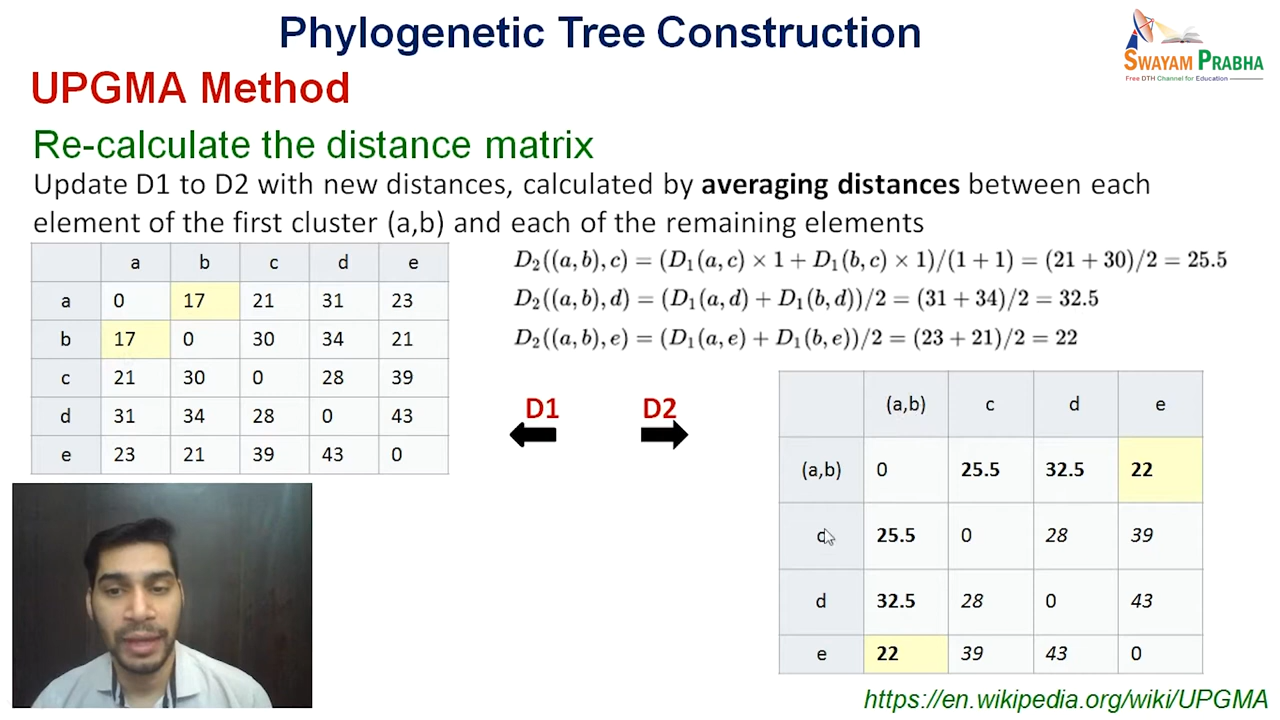 Phylogenetic Tree Construction
SWAYAM PRABHA
Free DTH Channel for Education
UPGMA Method
Re-calculate the distance matrix
Update D1 to D2 with new distances, calculated by averaging distances between each
element of the first cluster (a,b) and each of the remaining elements
a b c d e
a 0 17 21 31 23
b 17 0 30 34 21
c 21 30 0 28 39
d 31 34 28 0 43
e 23 21 39 43 0
D₂((a, b), c) = (D₁(a, c) × 1 + D₁(b, c) × 1)/(1 + 1) = (21 + 30)/2 = 25.5
D₂((a, b), d) = (D₁(a, d) + D₁(b, d))/2 = (31 + 34)/2 = 32.5
D₂((a, b), e) = (D₁(a, e) + D₁(b, e))/2 = (23 + 21)/2 = 22
D1 D2
(a,b) c d e
(a,b) 0 25.5 32.5 22
c 25.5 0 28 39
d 32.5 28 0 43
e 22 39 43 0
https://en.wikipedia.org/wiki/UPGMA